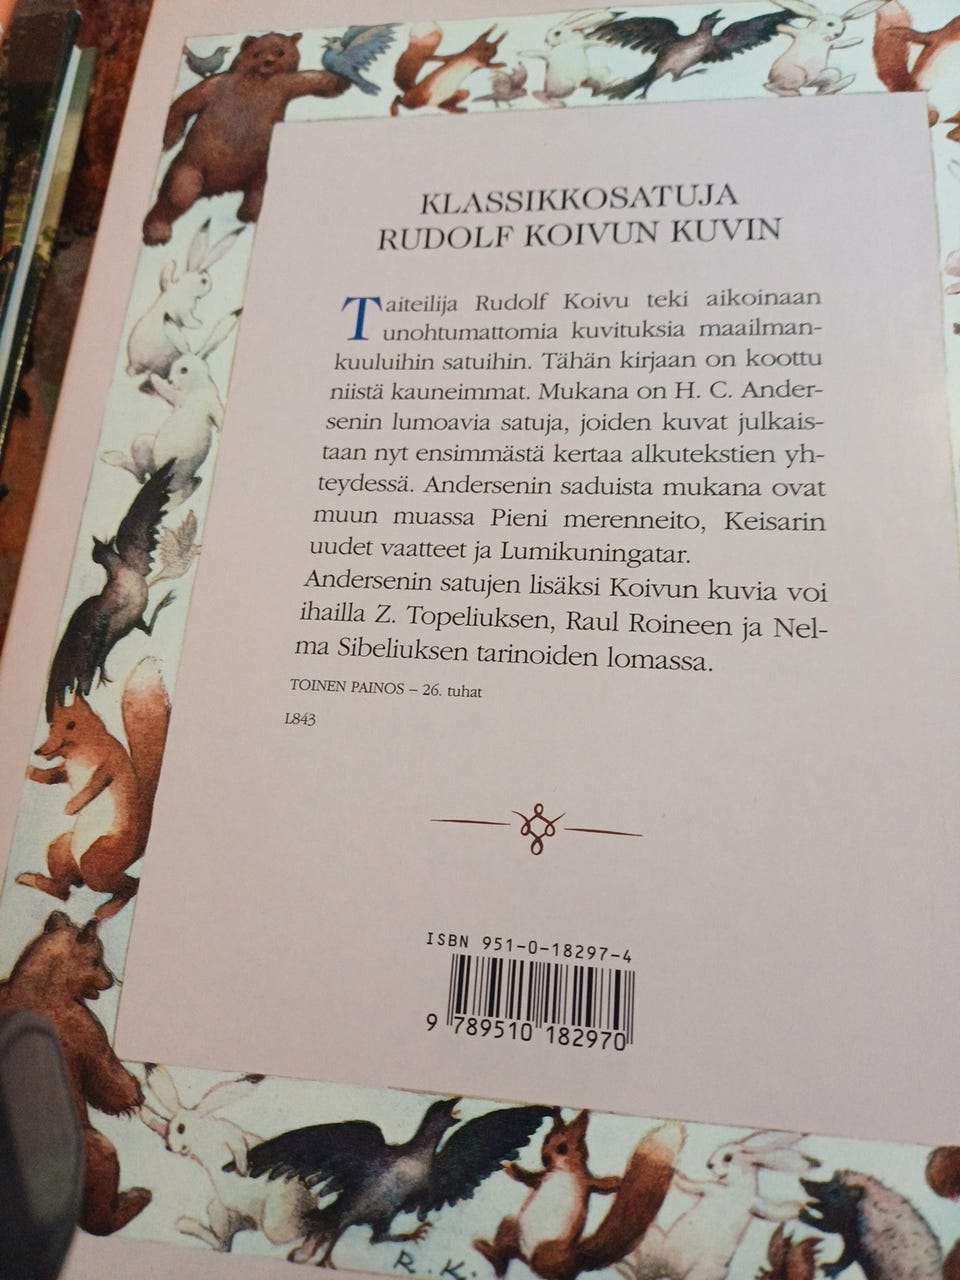 KLASSIKKOSATUJA
RUDOLF KOIVUN KUVIN
Taiteilija Rudolf Koivu teki aikoinaan
unohtumattomia kuvituksia maailman-
kuuluihin satuihin. Tähän kirjaan on koottu
niistä kauneimmat. Mukana on H. C. Ander-
senin lumoavia satuja, joiden kuvat julkais-
taan nyt ensimmästä kertaa alkutekstien yh-
teydessä. Andersenin saduista mukana ovat
muun muassa Pieni merenneito, Keisarin
uudet vaatteet ja Lumikuningatar.
Andersenin satujen lisäksi Koivun kuvia voi
ihailla Z. Topeliuksen, Raul Roineen ja Nel-
ma Sibeliuksen tarinoiden lomassa.
TOINEN PAINOS – 26. tuhat
L843
ISBN 951-0-18297-4
9 789510 182970
R. K.